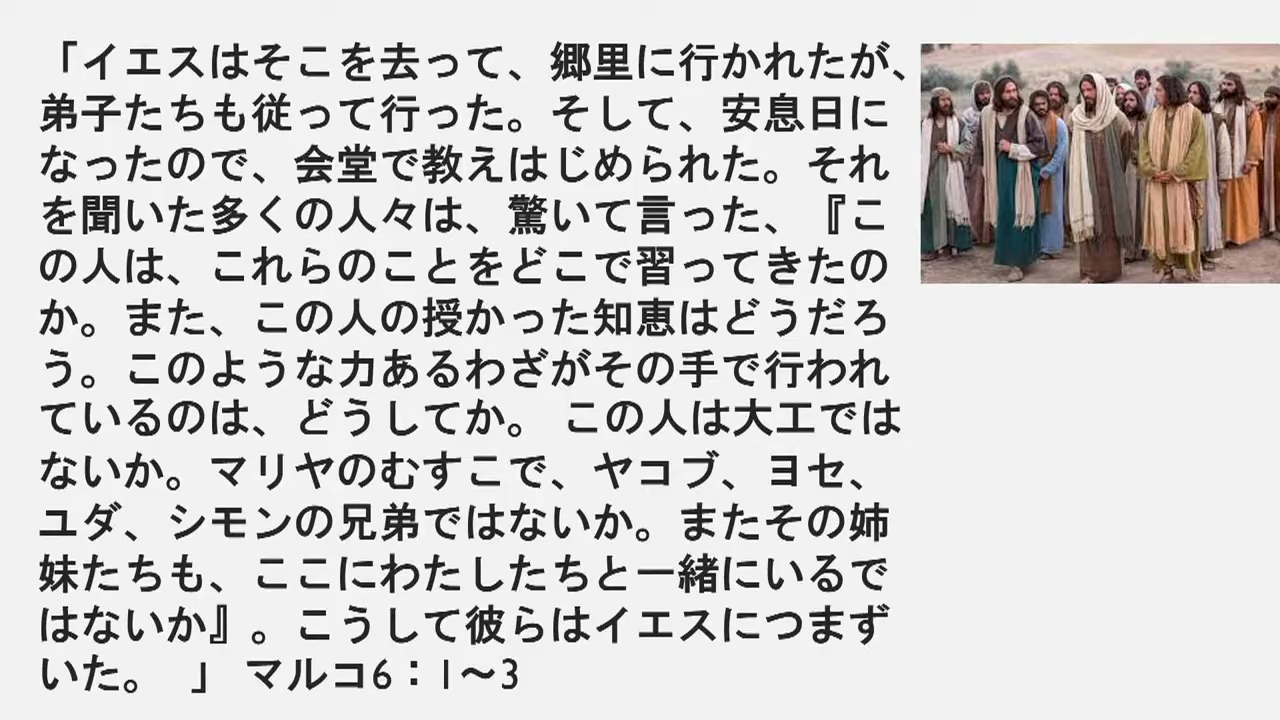 「イエスはそこを去って、郷里に行かれたが、
弟子たちも従って行った。そして、安息日に
なったので、会堂で教えはじめられた。それ
を聞いた多くの人々は、驚いて言った、『こ
の人は、これらのことをどこで習ってきたの
か。また、この人の授かった知恵はどうだろ
う。このような力あるわざがその手で行われ
ているのは、どうしてか。 この人は大工では
ないか。マリヤのむすこで、ヤコブ、ヨセ、
ユダ、シモンの兄弟ではないか。またその姉
妹たちも、ここにわたしたちと一緒にいるで
はないか』。こうして彼らはイエスにつまず
いた。 」 マルコ6：1～3